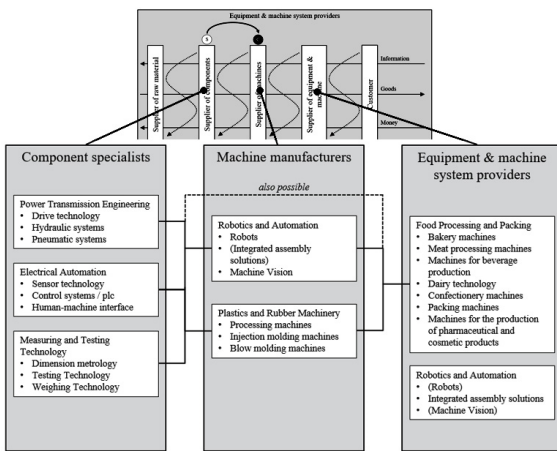 Equipment & machine system providers
Supplier of raw material
Supplier of components
Supplier of machines
Supplier of equipment &
machine
Customer
Information
Goods
Money
Component specialists
Power Transmission Engineering
• Drive technology
• Hydraulic systems
• Pneumatic systems
Electrical Automation
• Sensor technology
• Control systems / plc
• Human-machine interface
Measuring and Testing
Technology
• Dimension metrology
• Testing Technology
• Weighing Technology
Machine manufacturers
also possible
Robotics and Automation
• Robots
• (Integrated assembly
solutions)
• Machine Vision
Plastics and Rubber Machinery
• Processing machines
• Injection molding machines
• Blow molding machines
Equipment & machine
system providers
Food Processing and Packing
• Bakery machines
• Meat processing machines
• Machines for beverage
production
• Dairy technology
• Confectionery machines
• Packing machines
• Machines for the production
of pharmaceutical and
cosmetic products
Robotics and Automation
• (Robots)
• Integrated assembly solutions
• (Machine Vision)